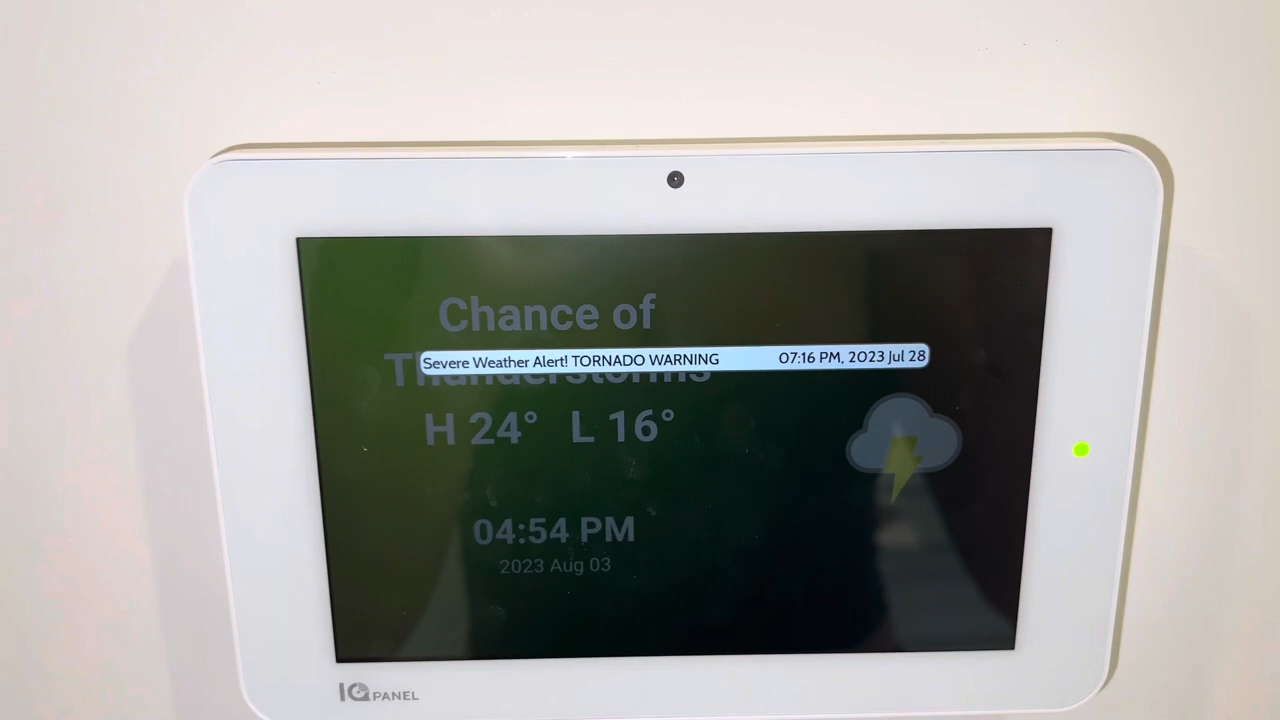 Chance of
Thunderstorms
Severe Weather Alert! TORNADO WARNING 07:16 PM, 2023 Jul 28
H 24° L 16°
04:54 PM
2023 Aug 03
IQ PANEL